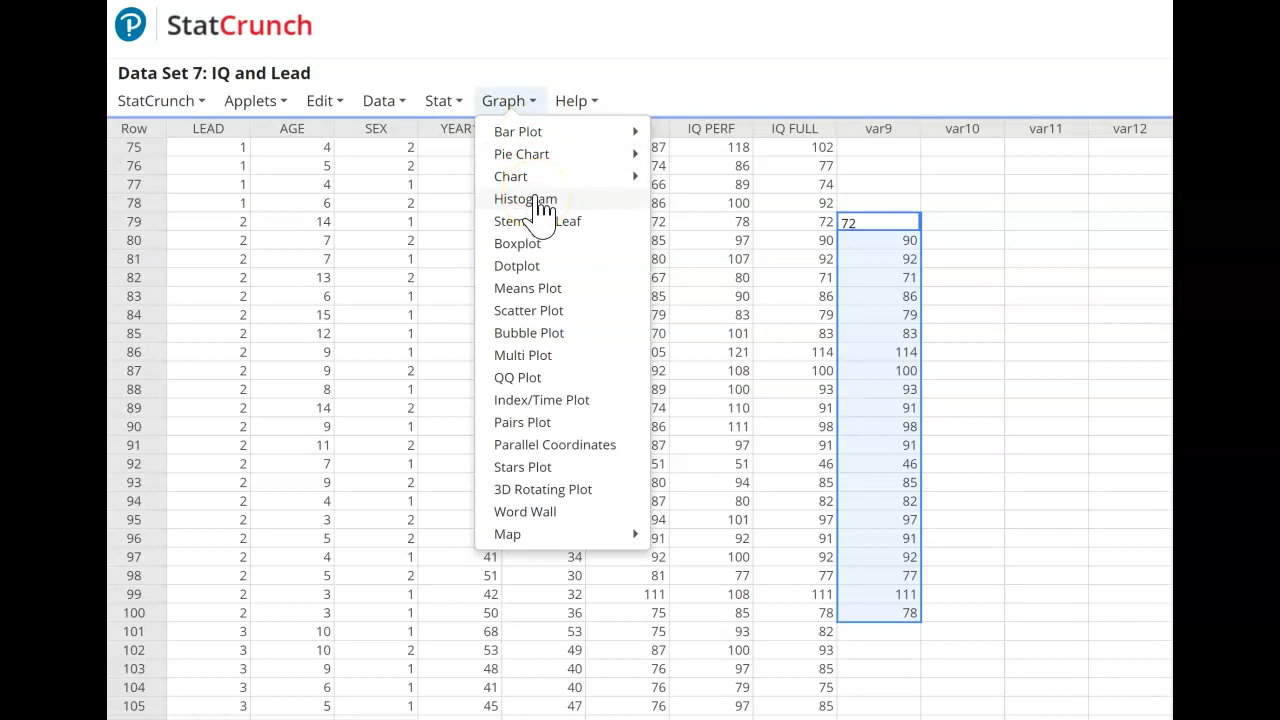 P StatCrunch
Data Set 7: IQ and Lead
StatCrunch Applets Edit Data Stat Graph Help
Row LEAD AGE SEX YEAR IQ PERF IQ FULL var9 var10 var11 var12
75 1 4 2 Bar Plot 87 118 102
76 1 5 2 Pie Chart 74 86 77
77 1 4 1 Chart 66 89 74
78 1 6 2 Histogram 86 100 92
79 2 14 1 Stem Leaf 72 78 72 72
80 2 7 1 Boxplot 85 97 90 90
81 2 7 1 Dotplot 80 107 92 92
82 2 13 2 Means Plot 67 80 71 71
83 2 6 1 Scatter Plot 85 90 86 86
84 2 15 1 Bubble Plot 79 83 79 79
85 2 12 1 Multi Plot 70 101 83 83
86 2 9 1 QQ Plot 05 121 114 114
87 2 9 2 Index/Time Plot 92 108 100 100
88 2 8 1 Pairs Plot 89 100 93 93
89 2 14 2 Parallel Coordinates 74 110 91 91
90 2 9 1 Stars Plot 86 111 98 98
91 2 11 2 3D Rotating Plot 87 97 91 91
92 2 7 1 Word Wall 51 51 46 46
93 2 9 2 Map 80 94 85 85
94 2 4 1 87 80 82 82
95 2 3 2 94 101 97 97
96 2 5 2 91 92 91 91
97 2 4 1 41 34 92 100 92 92
98 2 5 2 51 30 81 77 77 77
99 2 3 1 42 32 111 108 111 111
100 2 3 1 50 36 75 85 78 78
101 3 10 1 68 53 75 93 82
102 3 10 2 53 49 87 100 93
103 3 9 1 48 40 76 97 85
104 3 6 1 41 40 76 79 75
105 3 5 1 45 47 76 97 85